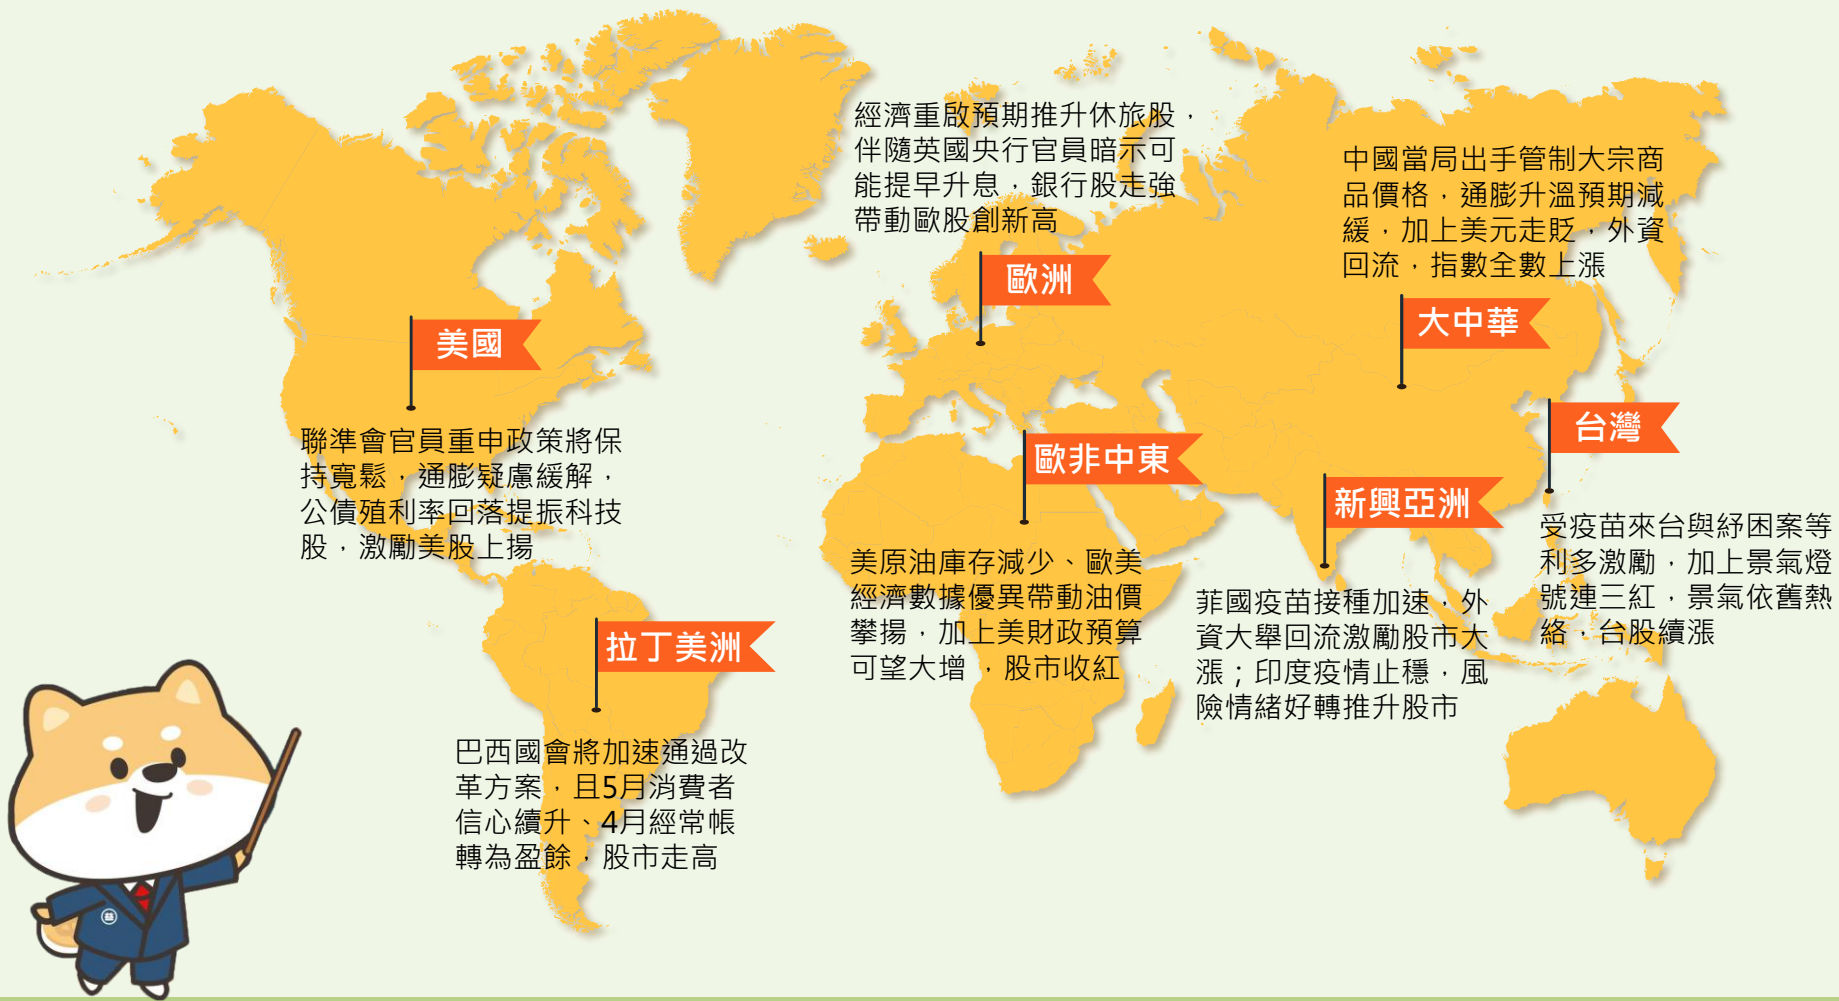 經濟重啟預期推升休旅股，
伴隨英國央行官員暗示可
能提早升息，銀行股走強
帶動歐股創新高
歐洲
中國當局出手管制大宗商
品價格，通膨升溫預期減
緩，加上美元走貶，外資
回流，指數全數上漲
大中華
美國
聯準會官員重申政策將保
持寬鬆，通膨疑慮緩解，
公債殖利率回落提振科技
股，激勵美股上揚
歐非中東
美原油庫存減少、歐美
經濟數據優異帶動油價
攀揚，加上美財政預算
可望大增，股市收紅
新興亞洲
菲國疫苗接種加速，外
資大舉回流激勵股市大
漲；印度疫情止穩，風
險情緒好轉推升股市
台灣
受疫苗來台與紓困案等
利多激勵，加上景氣燈
號連三紅，景氣依舊熱
絡，台股續漲
拉丁美洲
巴西國會將加速通過改
革方案，且5月消費者
信心續升、4月經常帳
轉為盈餘，股市走高